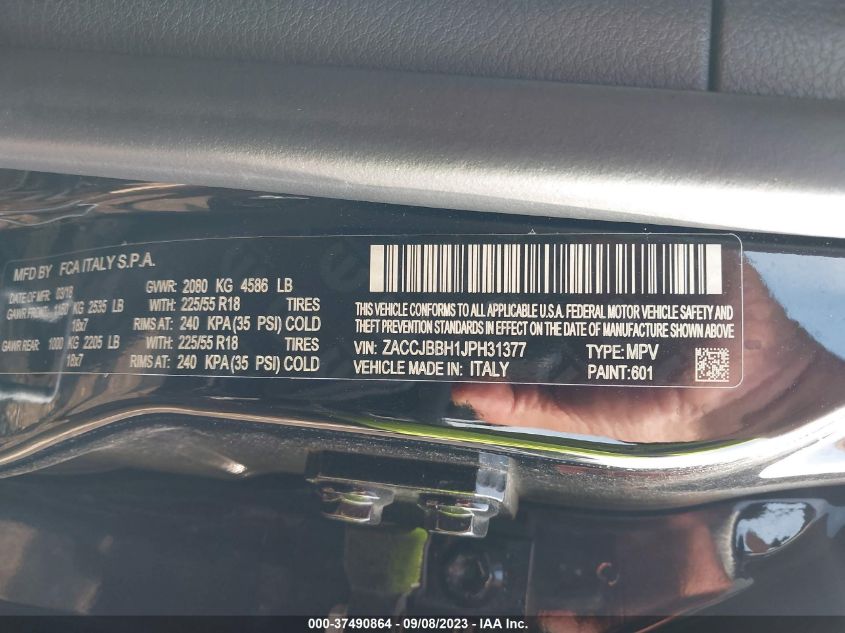 MFD BY FCA ITALY S.P.A.
DATE OF MFR 03/18 GVWR: 2080 KG 4586 LB
GAWR FRONT: 1150 KG 2535 LB WITH: 225/55 R18 TIRES
18x7 RIMS AT: 240 KPA (35 PSI) COLD
GAWR REAR: 1000 KG 2205 LB WITH: 225/55 R18 TIRES
18x7 RIMS AT: 240 KPA (35 PSI) COLD
THIS VEHICLE CONFORMS TO ALL APPLICABLE U.S.A. FEDERAL MOTOR VEHICLE SAFETY AND
THEFT PREVENTION STANDARDS IN EFFECT ON THE DATE OF MANUFACTURE SHOWN ABOVE
VIN: ZACCJBBH1JPH31377 TYPE: MPV
VEHICLE MADE IN: ITALY PAINT: 601
000-37490864 - 09/08/2023 - IAA Inc.